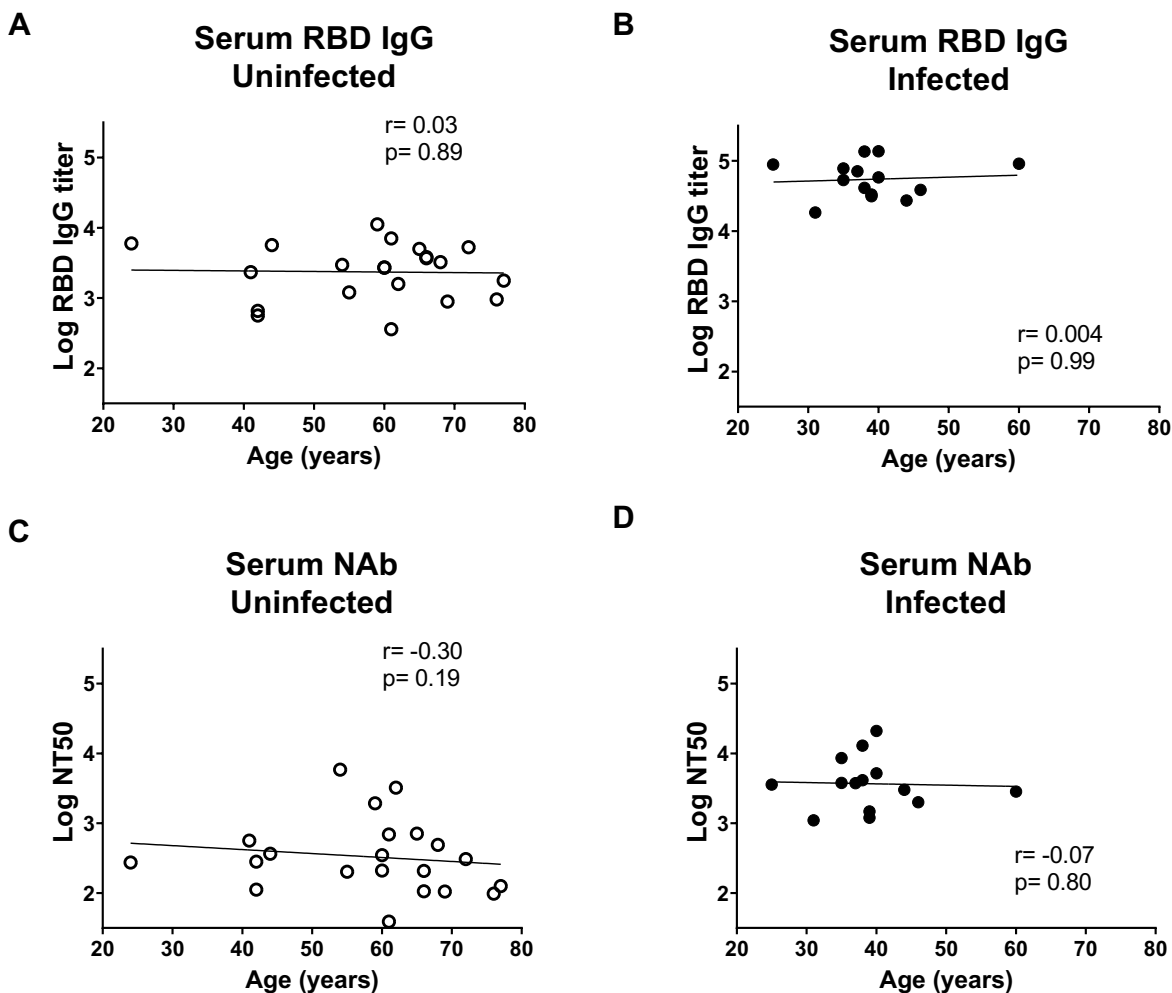 A
Serum RBD IgG
Uninfected
r= 0.03
p= 0.89
Log RBD IgG titer
5
4
3
2
20 30 40 50 60 70 80
Age (years)
B
Serum RBD IgG
Infected
Log RBD IgG titer
5
4
3
2
r= 0.004
p= 0.99
20 30 40 50 60 70 80
Age (years)
C
Serum NAb
Uninfected
r= -0.30
p= 0.19
Log NT50
5
4
3
2
20 30 40 50 60 70 80
Age (years)
D
Serum NAb
Infected
Log NT50
5
4
3
2
r= -0.07
p= 0.80
20 30 40 50 60 70 80
Age (years)